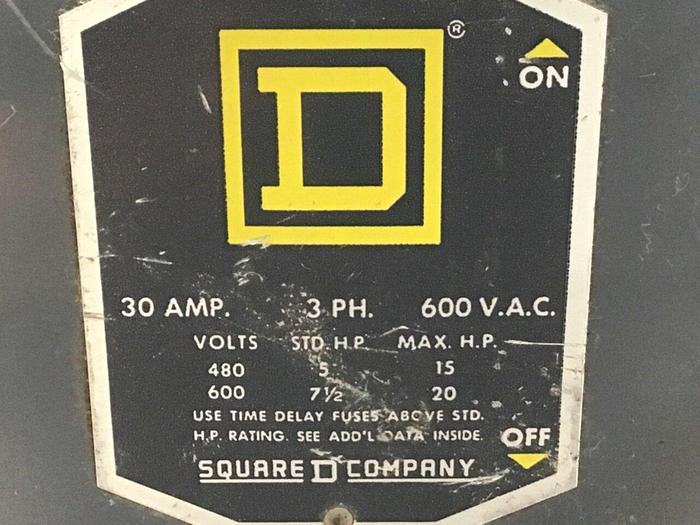 D ®
ON
30 AMP. 3 PH. 600 V.A.C.
VOLTS STD. H.P. MAX. H.P.
480 5 15
600 7½ 20
USE TIME DELAY FUSES ABOVE STD.
H.P. RATING. SEE ADD'L DATA INSIDE.
OFF
SQUARE D COMPANY